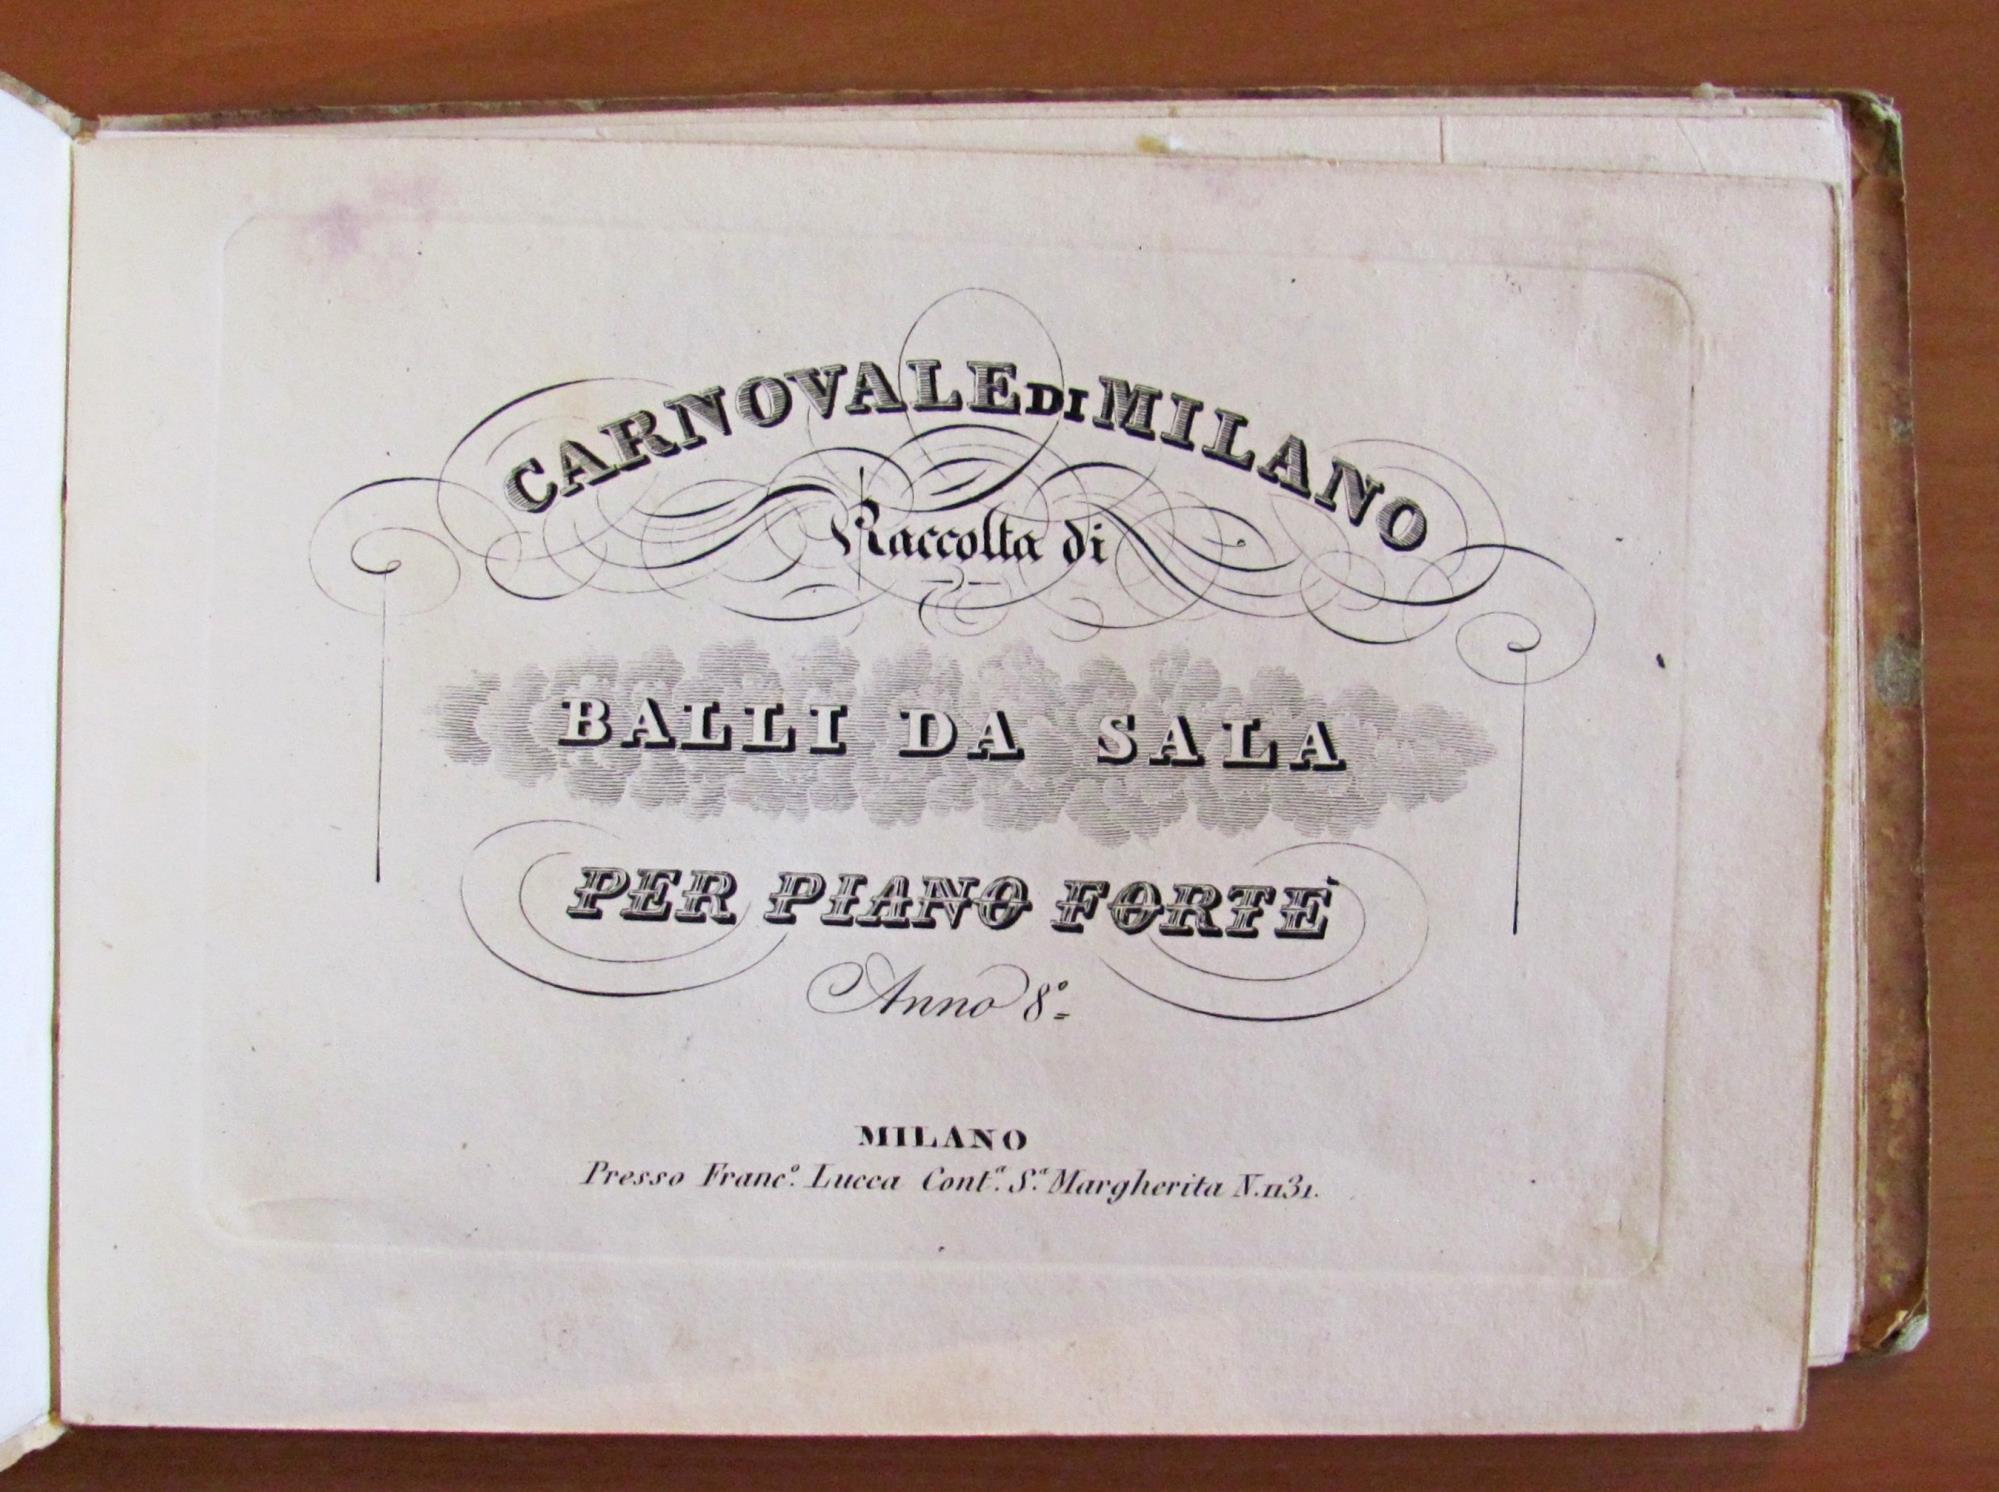 CARNOVALE DI MILANO
Raccolta di
BALLI DA SALA
PER PIANO FORTE
Anno 8º
MILANO
Presso Franc.º Lucca Cont.ª S.ª Margherita N. 1131.